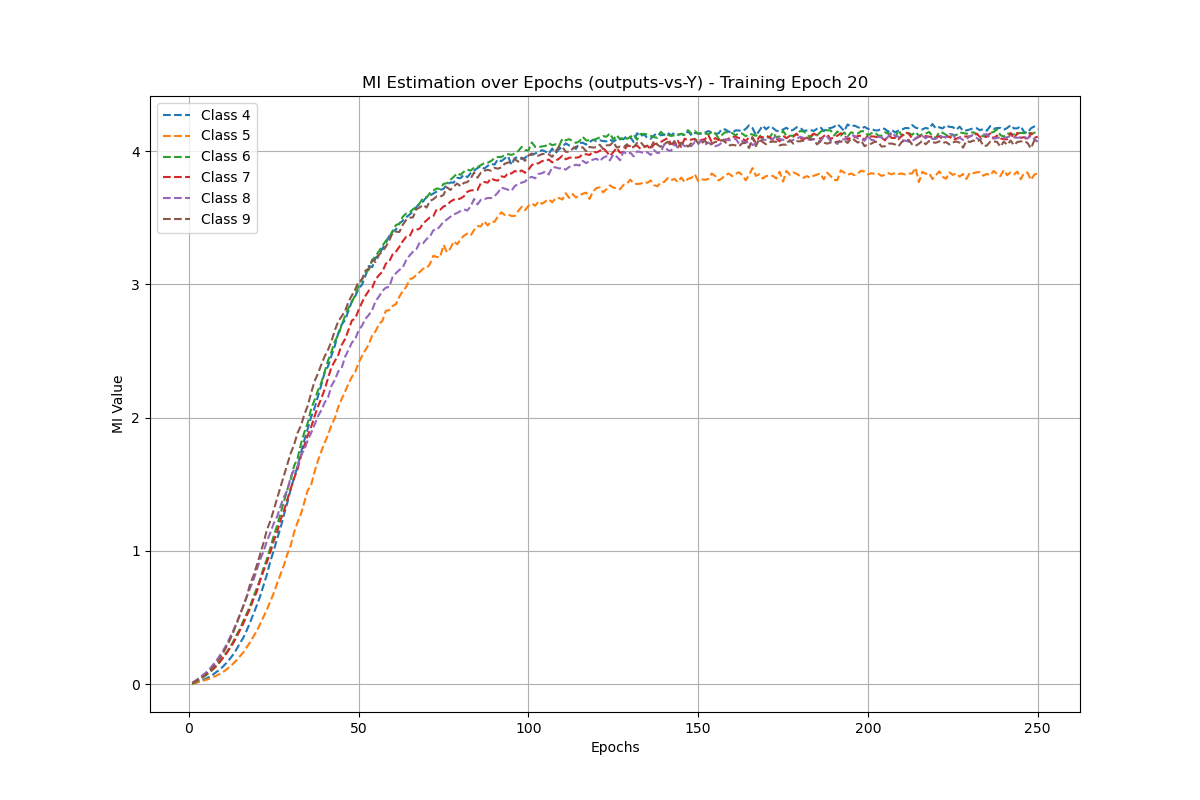 MI Estimation over Epochs (outputs-vs-Y) - Training Epoch 20
Class 4
Class 5
Class 6
Class 7
Class 8
Class 9
MI Value
4
3
2
1
0
0 50 100 150 200 250
Epochs